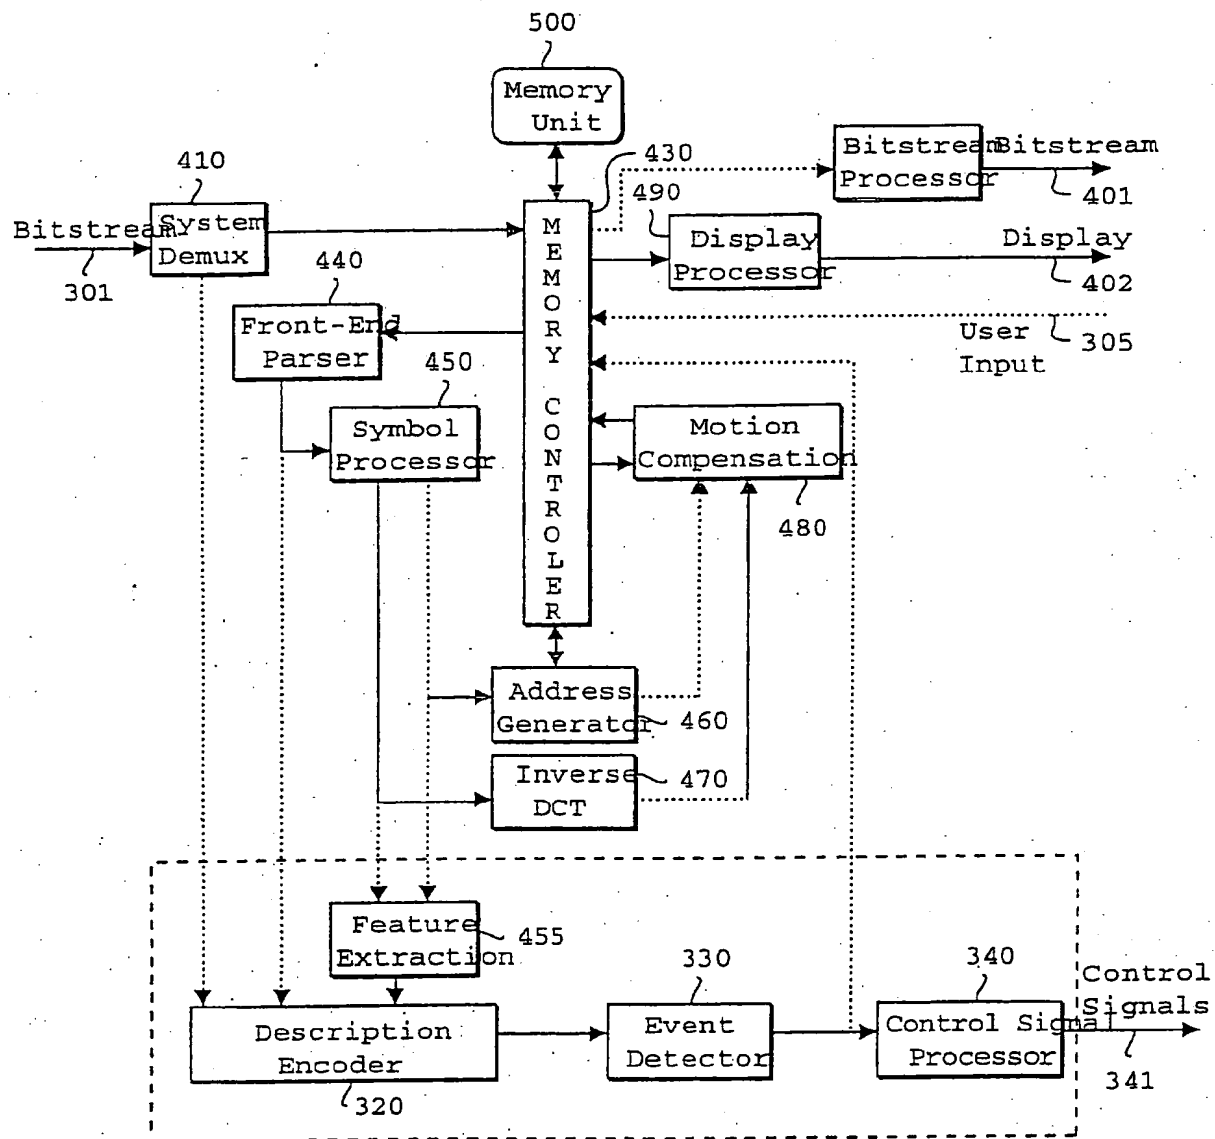 500
Memory
Unit
410
430
Bitstream
Processor
Bitstream
401
490
Bitstream
301
System
Demux
Display
Processor
Display
402
440
Front-End
Parser
User
Input
305
450
Symbol
Processor
MEMORY CONTROLER
Motion
Compensation
480
Address
Generator
460
Inverse
DCT
470
Feature
Extraction
455
330
340
Control
Signals
Description
Encoder
Event
Detector
Control Signal
Processor
341
320